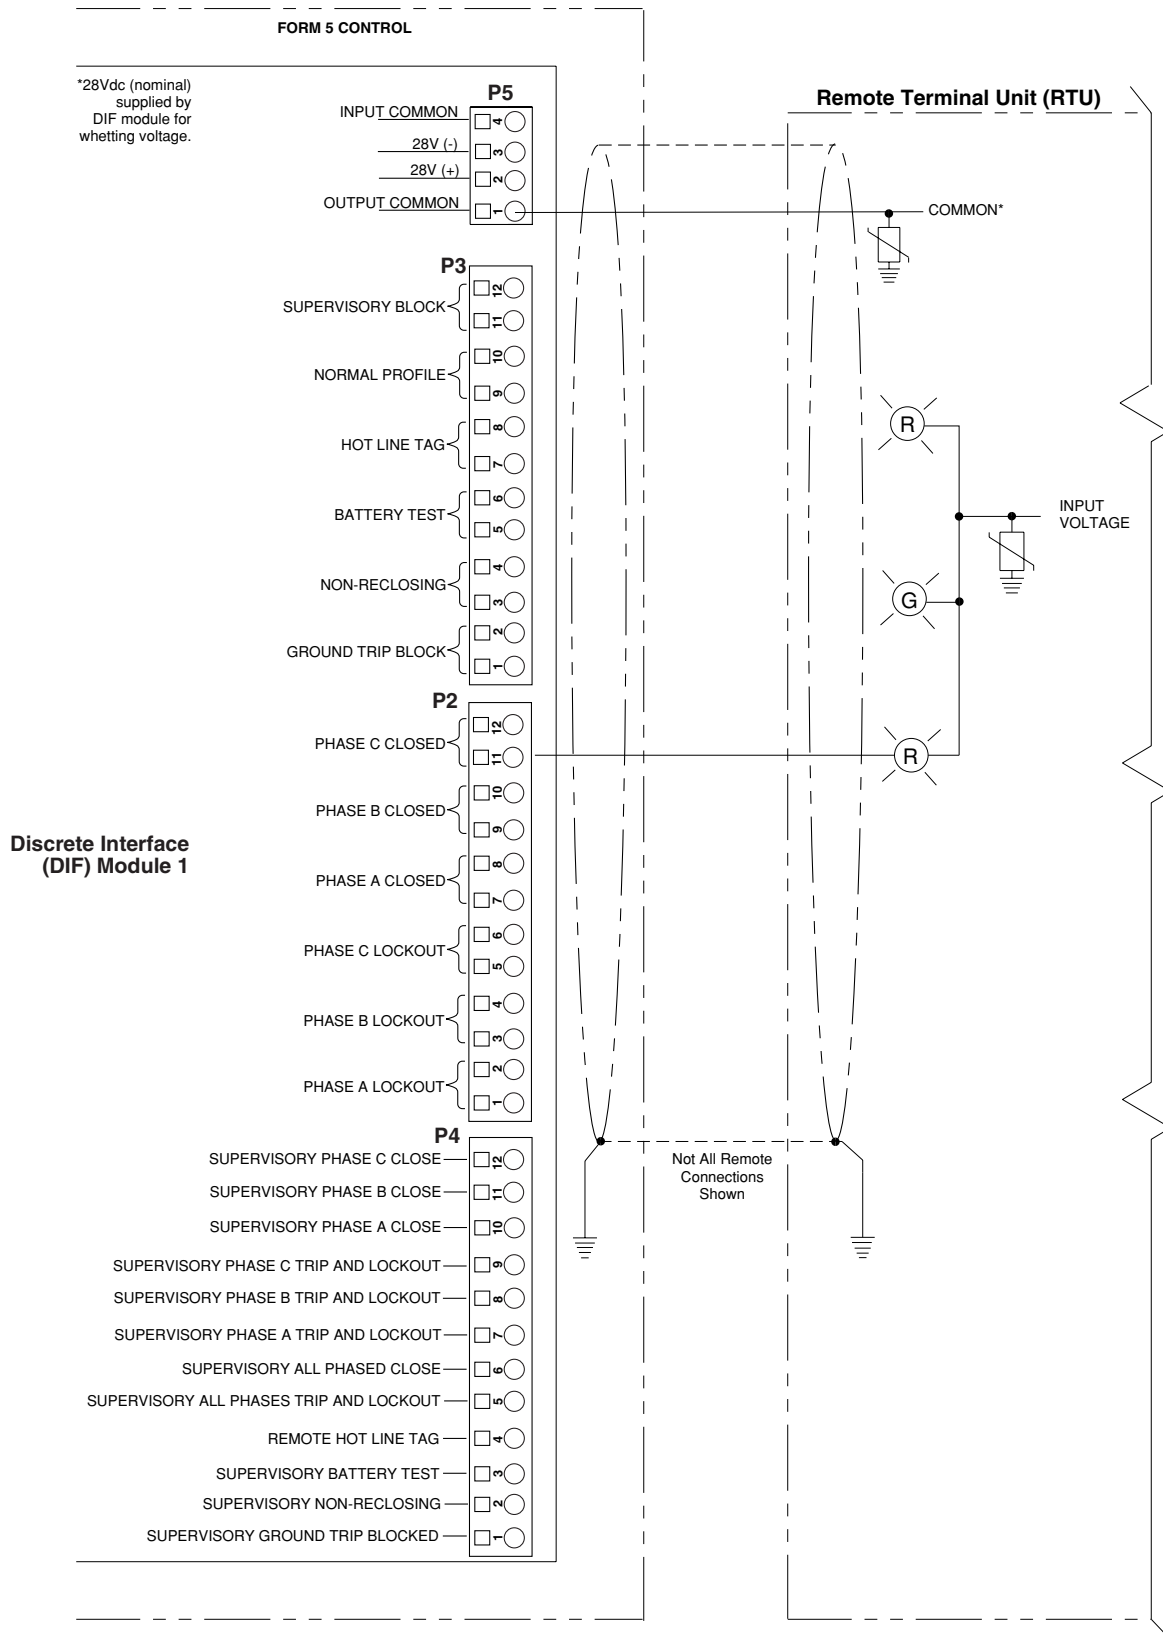 FORM 5 CONTROL
*28Vdc (nominal)
supplied by
DIF module for
whetting voltage.
P5
INPUT COMMON 4
28V (-) 3
28V (+) 2
OUTPUT COMMON 1
Remote Terminal Unit (RTU)
COMMON*
P3
12
SUPERVISORY BLOCK
11
10
NORMAL PROFILE
9
8
HOT LINE TAG
7
6
BATTERY TEST
5
4
NON-RECLOSING
3
2
GROUND TRIP BLOCK
1
R
INPUT
VOLTAGE
G
R
P2
12
PHASE C CLOSED
11
10
PHASE B CLOSED
9
8
PHASE A CLOSED
7
6
PHASE C LOCKOUT
5
4
PHASE B LOCKOUT
3
2
PHASE A LOCKOUT
1
Discrete Interface
(DIF) Module 1
P4
SUPERVISORY PHASE C CLOSE 12
SUPERVISORY PHASE B CLOSE 11
SUPERVISORY PHASE A CLOSE 10
SUPERVISORY PHASE C TRIP AND LOCKOUT 9
SUPERVISORY PHASE B TRIP AND LOCKOUT 8
SUPERVISORY PHASE A TRIP AND LOCKOUT 7
SUPERVISORY ALL PHASED CLOSE 6
SUPERVISORY ALL PHASES TRIP AND LOCKOUT 5
REMOTE HOT LINE TAG 4
SUPERVISORY BATTERY TEST 3
SUPERVISORY NON-RECLOSING 2
SUPERVISORY GROUND TRIP BLOCKED 1
Not All Remote
Connections
Shown